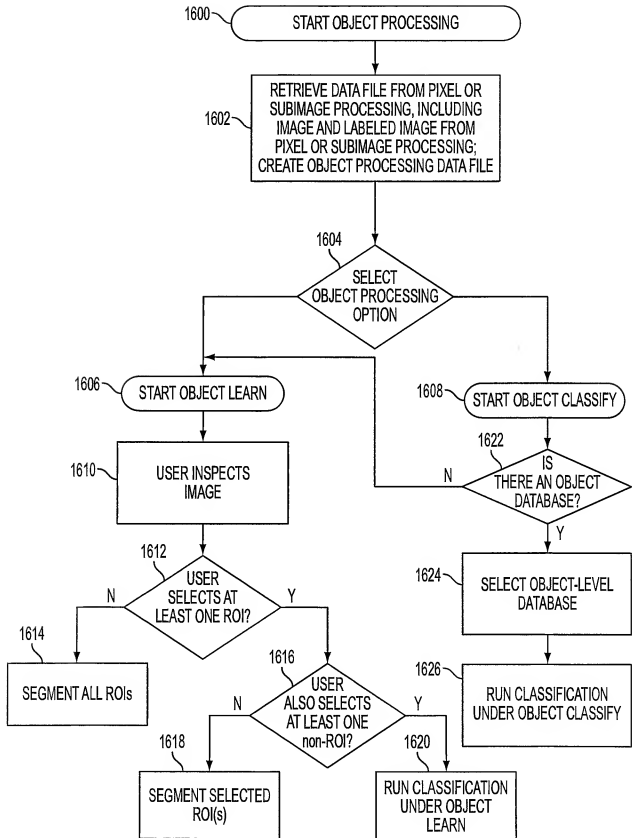 1600
START OBJECT PROCESSING
1602
RETRIEVE DATA FILE FROM PIXEL OR
SUBIMAGE PROCESSING, INCLUDING
IMAGE AND LABELED IMAGE FROM
PIXEL OR SUBIMAGE PROCESSING;
CREATE OBJECT PROCESSING DATA FILE
1604
SELECT
OBJECT PROCESSING
OPTION
1606
START OBJECT LEARN
1608
START OBJECT CLASSIFY
1610
USER INSPECTS
IMAGE
1622
IS
THERE AN OBJECT
DATABASE?
N
Y
1612
USER
SELECTS AT
LEAST ONE ROI?
N
Y
1624
SELECT OBJECT-LEVEL
DATABASE
1614
SEGMENT ALL ROIs
1616
USER
ALSO SELECTS
AT LEAST ONE
non-ROI?
N
Y
1626
RUN CLASSIFICATION
UNDER OBJECT CLASSIFY
1618
SEGMENT SELECTED
ROI(s)
1620
RUN CLASSIFICATION
UNDER OBJECT
LEARN